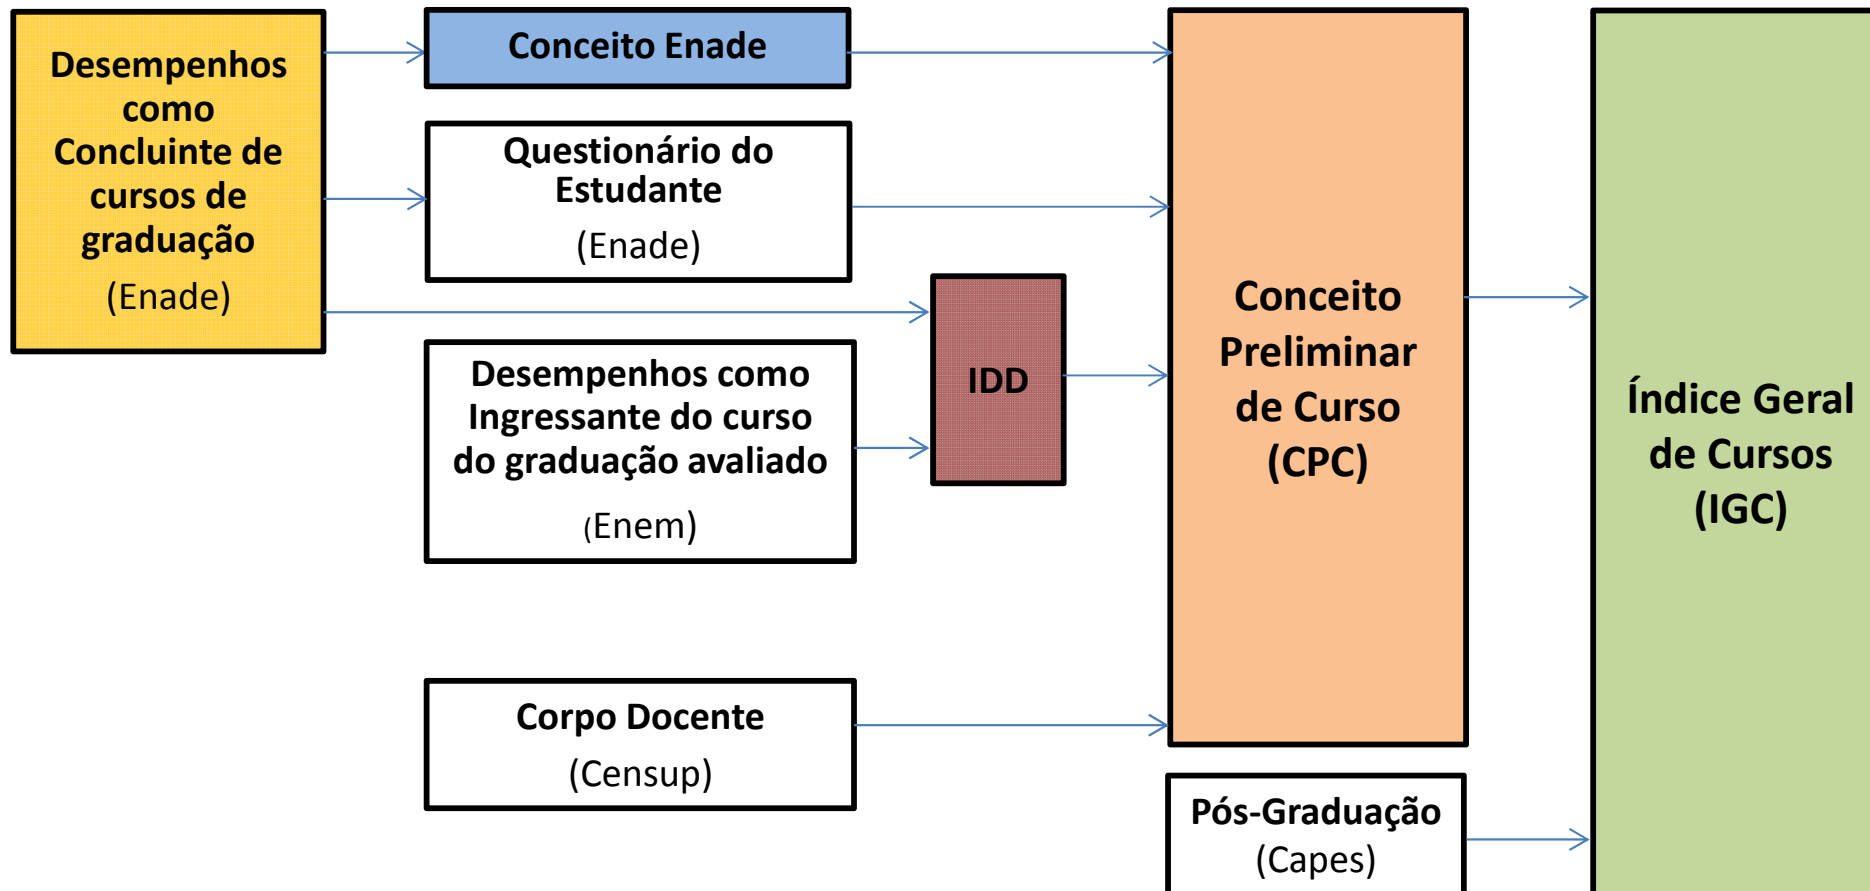 Desempenhos
como
Concluinte de
cursos de
graduação
(Enade)
Conceito Enade
Questionário do
Estudante
(Enade)
Desempenhos como
Ingressante do curso
do graduação avaliado
(Enem)
IDD
Corpo Docente
(Censup)
Conceito
Preliminar
de Curso
(CPC)
Pós-Graduação
(Capes)
Índice Geral
de Cursos
(IGC)